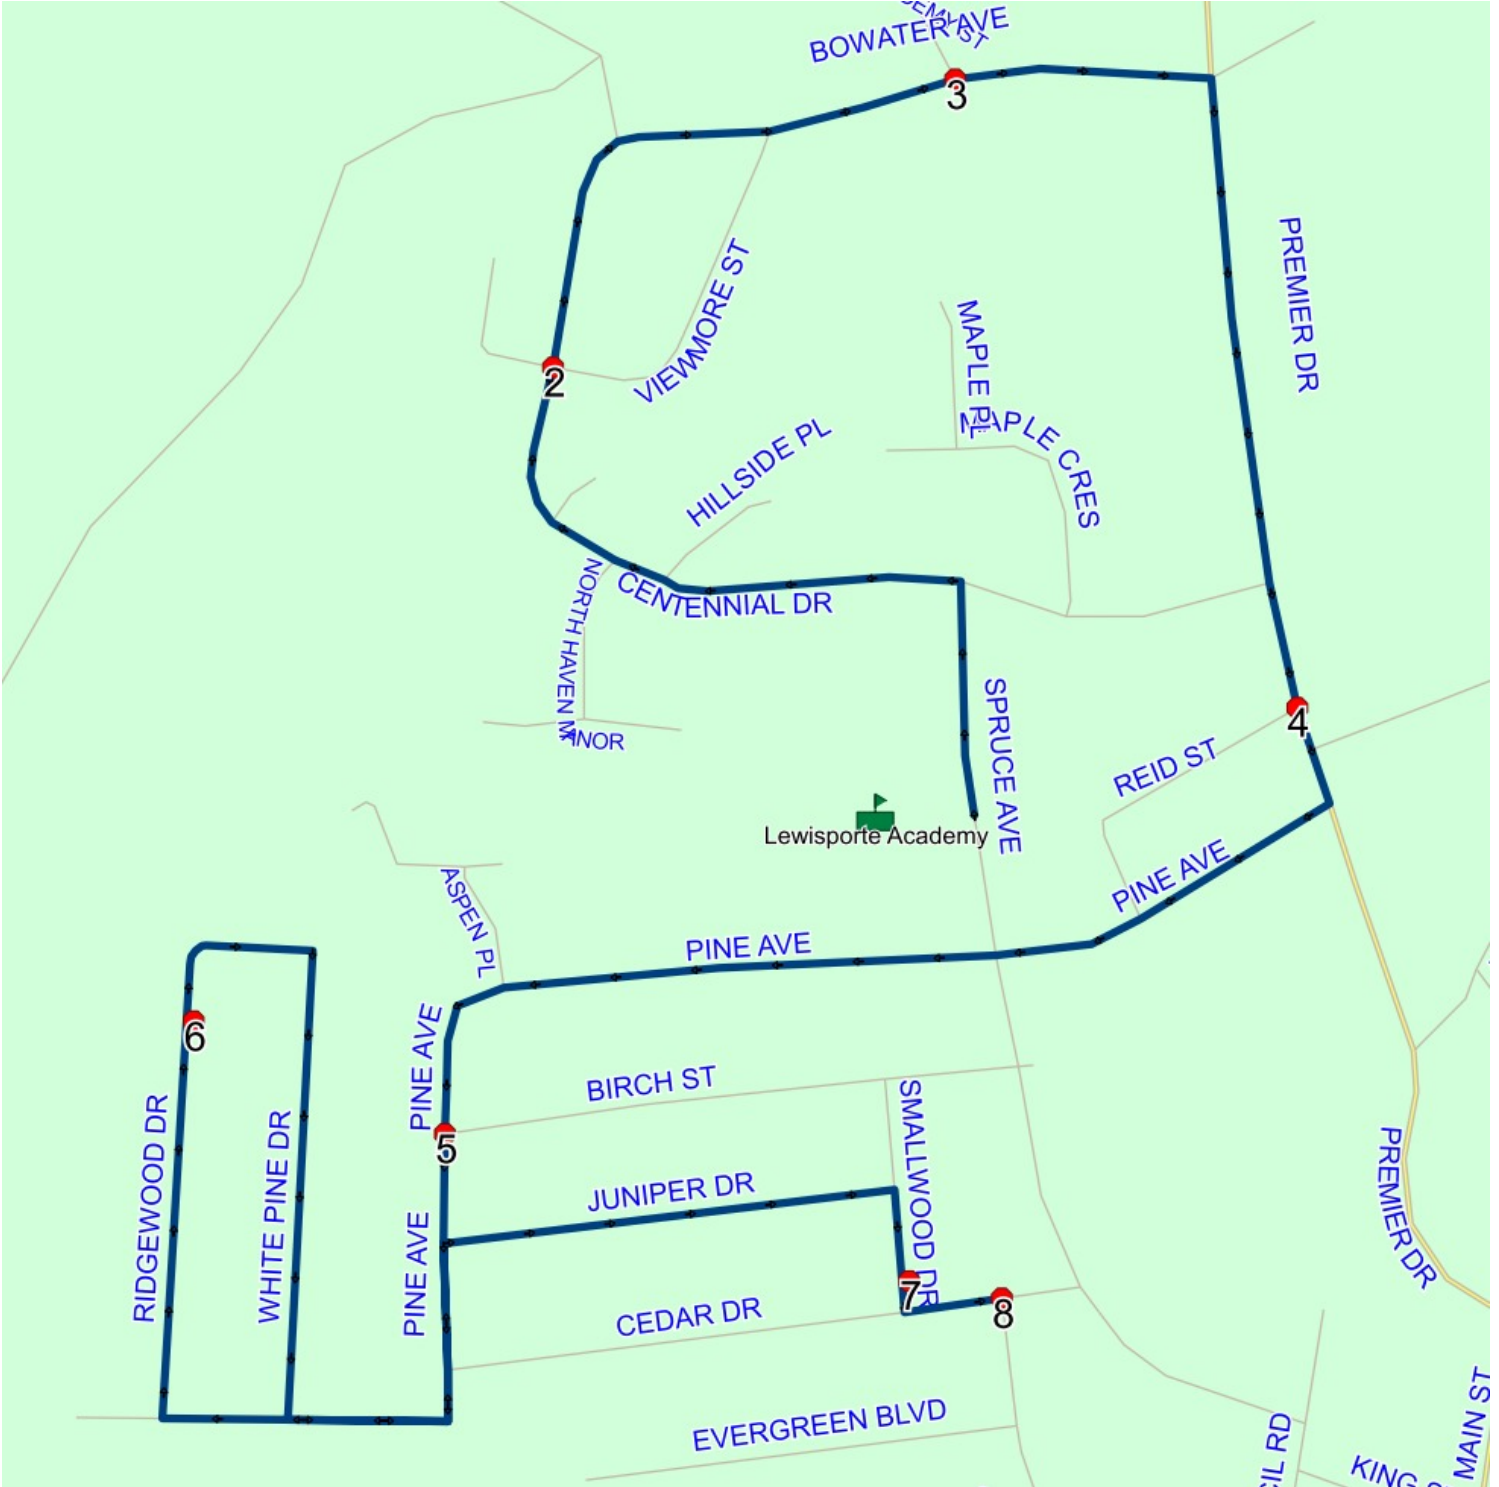 BOWATER AVE
3
PREMIER DR
VIEWMORE ST
MAPLE PL
2
MAPLE CRES
HILLSIDE PL
NORTH HAVEN MANOR
CENTENNIAL DR
SPRUCE AVE
4
REID ST
Lewisporte Academy
PINE AVE
ASPEN PL
PINE AVE
PINE AVE
6
BIRCH ST
5
SMALLWOOD DR
RIDGEWOOD DR
WHITE PINE DR
JUNIPER DR
PINE AVE
PREMIER DR
7
8
CEDAR DR
EVERGREEN BLVD
MAIN ST